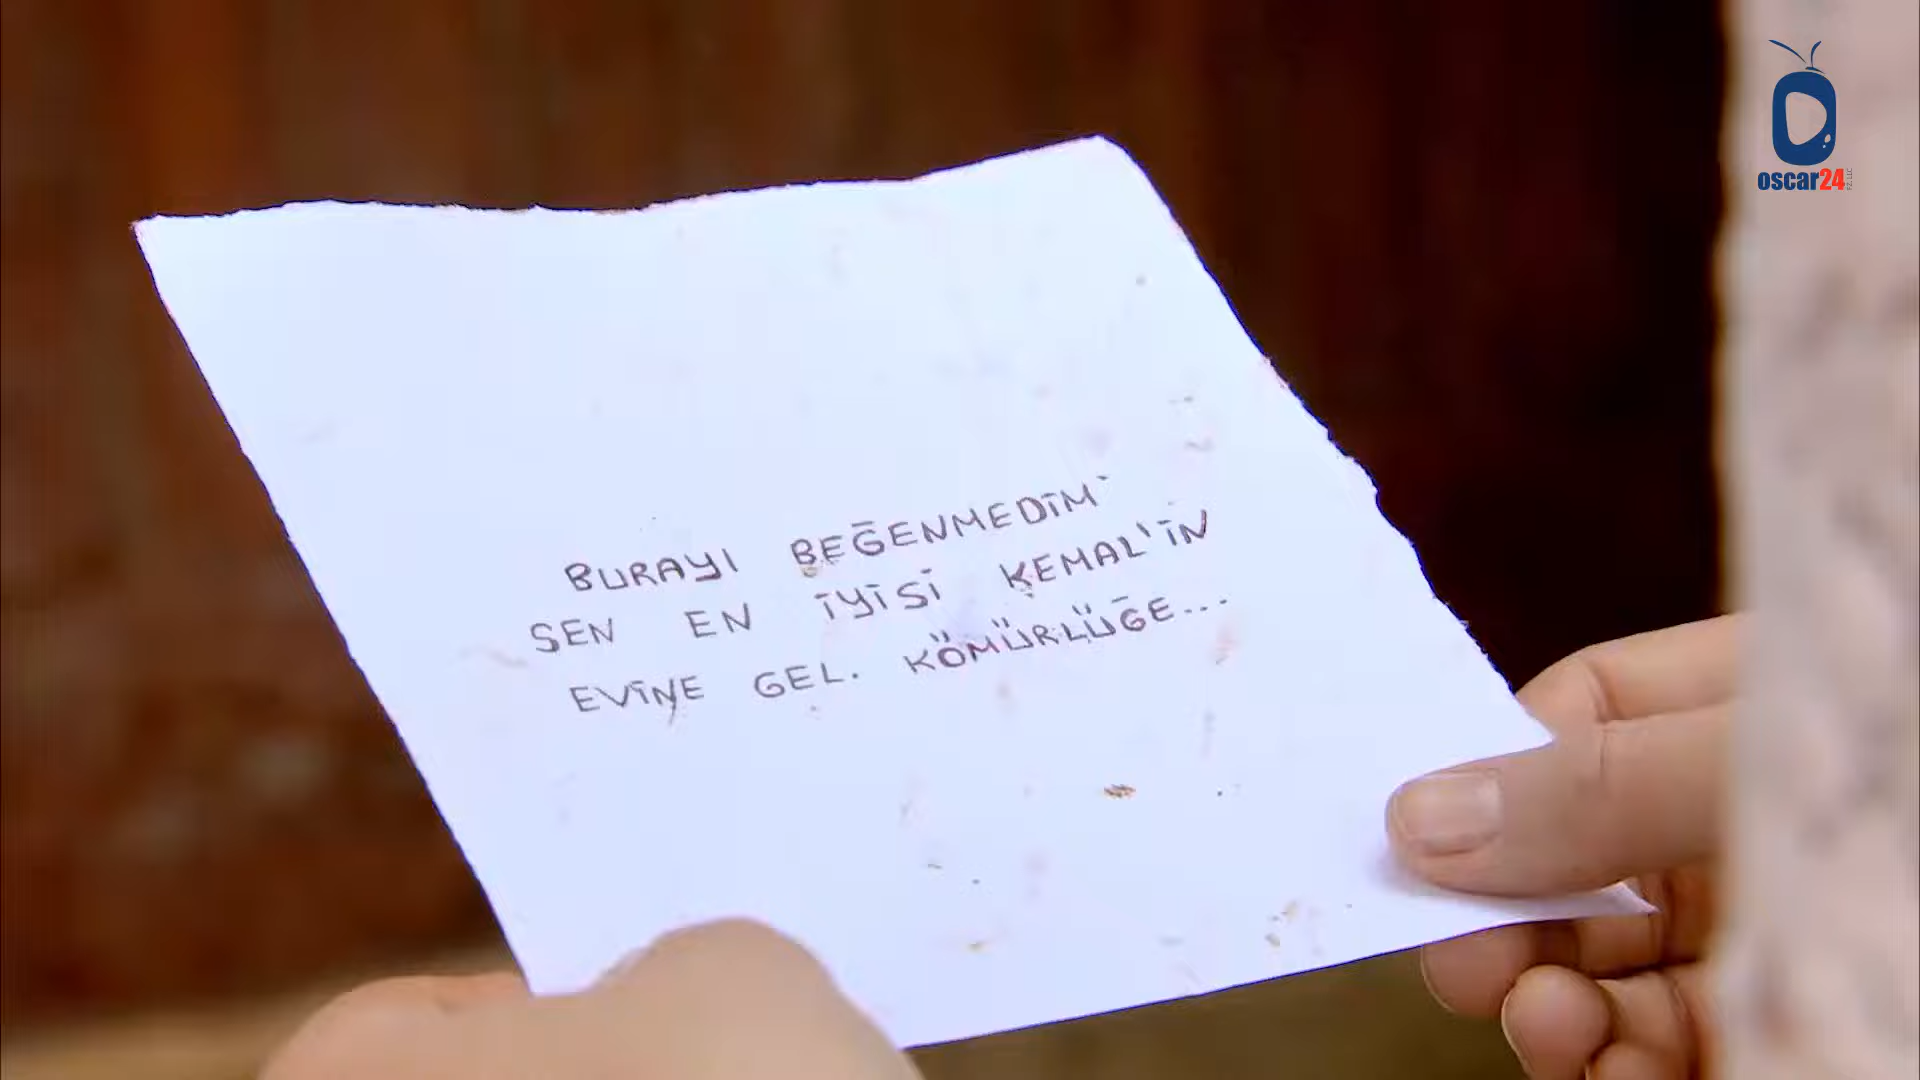 BURAYI BEĞENMEDİM
SEN EN İYİSİ KEMAL'İN
EVİNE GEL. KÖMÜRLÜĞE...
oscar24